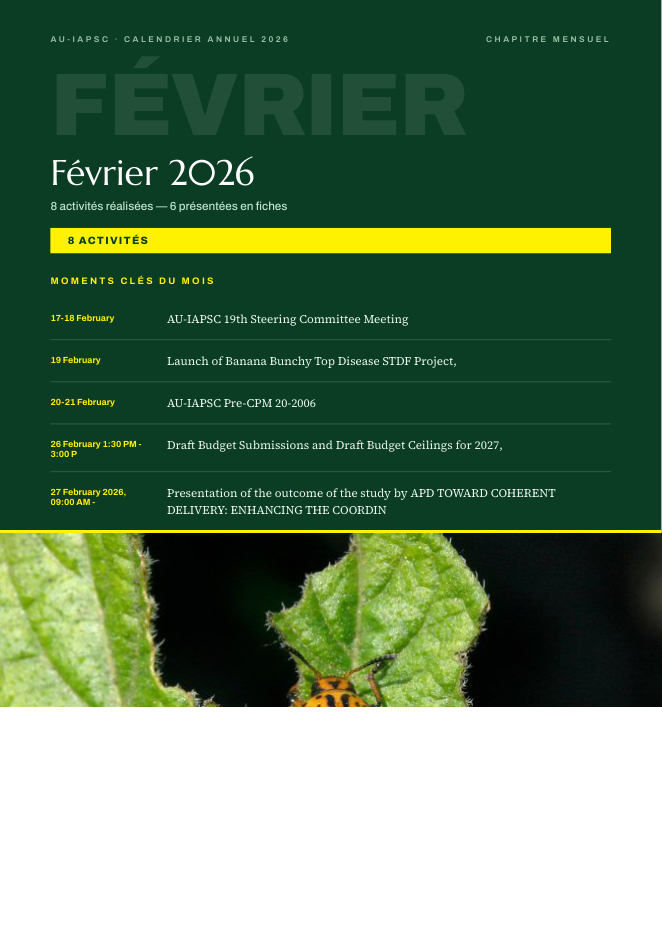 AU-IAPSC · CALENDRIER ANNUEL 2026
CHAPITRE MENSUEL
FÉVRIER
Février 2026
8 activités réalisées — 6 présentées en fiches
8 ACTIVITÉS
MOMENTS CLÉS DU MOIS
17-18 February
AU-IAPSC 19th Steering Committee Meeting
19 February
Launch of Banana Bunchy Top Disease STDF Project,
20-21 February
AU-IAPSC Pre-CPM 20-2006
26 February 1:30 PM -
3:00 P
Draft Budget Submissions and Draft Budget Ceilings for 2027,
27 February 2026,
09:00 AM -
Presentation of the outcome of the study by APD TOWARD COHERENT
DELIVERY: ENHANCING THE COORDIN